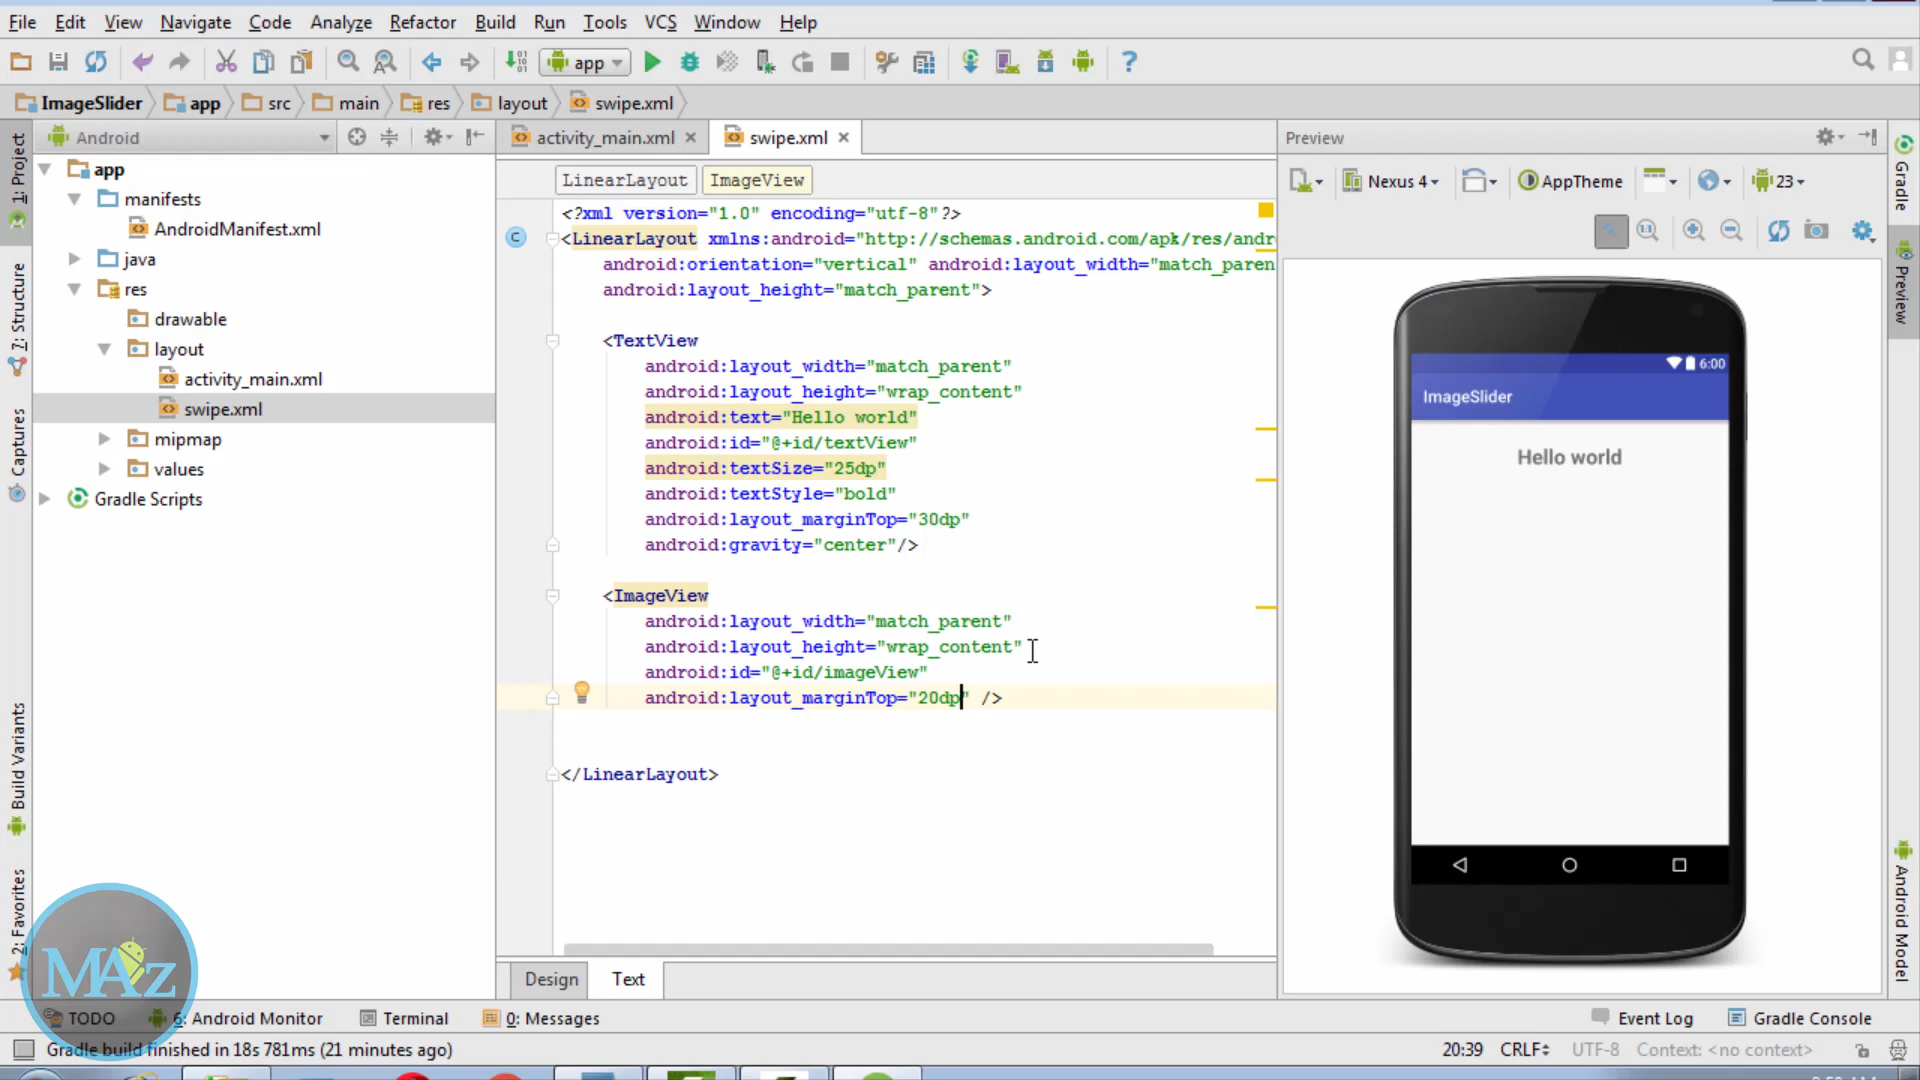 File Edit View Navigate Code Analyze Refactor Build Run Tools VCS Window Help
app
ImageSlider app src main res layout swipe.xml
Android
activity_main.xml swipe.xml
Preview
1: Project
7: Structure
Captures
Build Variants
2: Favorites
app
manifests
AndroidManifest.xml
java
res
drawable
layout
activity_main.xml
swipe.xml
mipmap
values
Gradle Scripts
LinearLayout ImageView
<?xml version="1.0" encoding="utf-8"?>
<LinearLayout xmlns:android="http://schemas.android.com/apk/res/andr
android:orientation="vertical" android:layout_width="match_paren
android:layout_height="match_parent">
<TextView
android:layout_width="match_parent"
android:layout_height="wrap_content"
android:text="Hello world"
android:id="@+id/textView"
android:textSize="25dp"
android:textStyle="bold"
android:layout_marginTop="30dp"
android:gravity="center"/>
<ImageView
android:layout_width="match_parent"
android:layout_height="wrap_content"
android:id="@+id/imageView"
android:layout_marginTop="20dp" />
</LinearLayout>
Design Text
Nexus 4 AppTheme 23
1:1
6:00
ImageSlider
Hello world
Gradle
Preview
Android Model
MAz
TODO 6: Android Monitor Terminal 0: Messages Event Log Gradle Console
Gradle build finished in 18s 781ms (21 minutes ago) 20:39 CRLF UTF-8 Context: <no context>